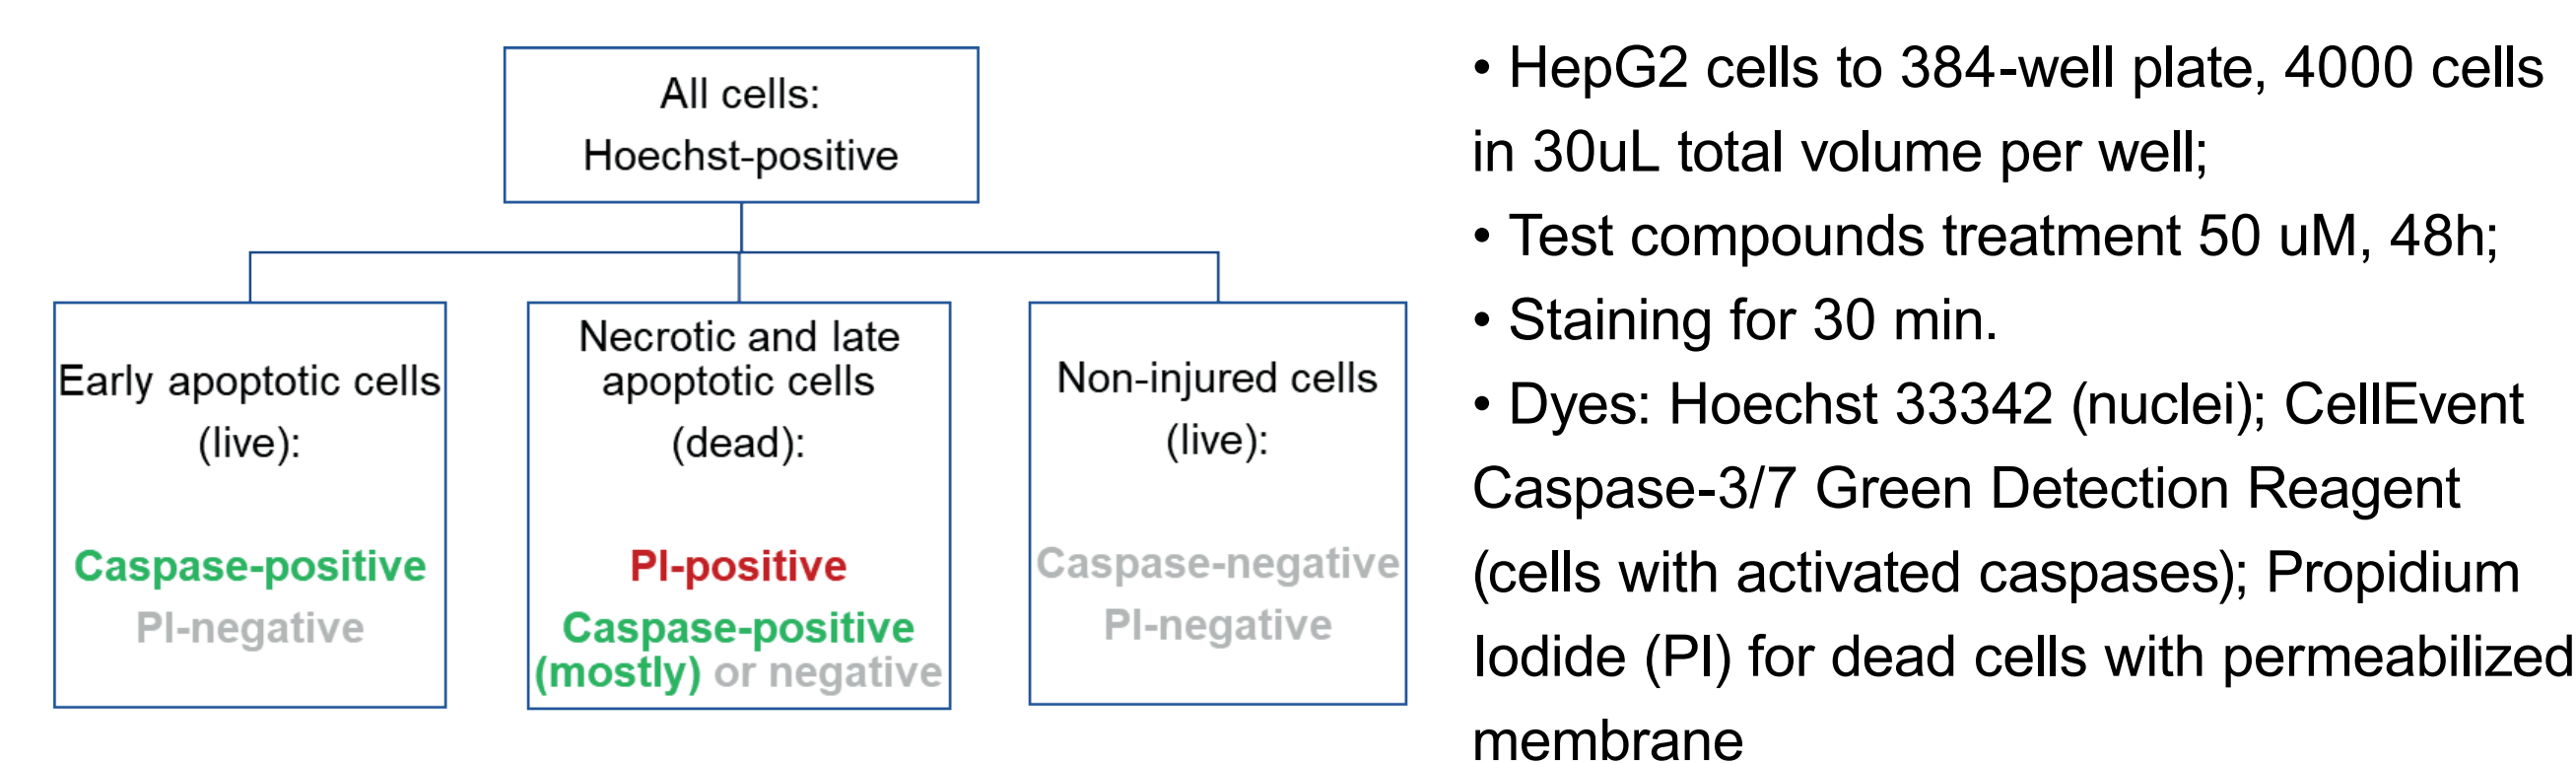 All cells:
Hoechst-positive
Early apoptotic cells
(live):
Caspase-positive
PI-negative
Necrotic and late
apoptotic cells
(dead):
PI-positive
Caspase-positive
(mostly) or negative
Non-injured cells
(live):
Caspase-negative
PI-negative
• HepG2 cells to 384-well plate, 4000 cells
in 30uL total volume per well;
• Test compounds treatment 50 uM, 48h;
• Staining for 30 min.
• Dyes: Hoechst 33342 (nuclei); CellEvent
Caspase-3/7 Green Detection Reagent
(cells with activated caspases); Propidium
Iodide (PI) for dead cells with permeabilized
membrane